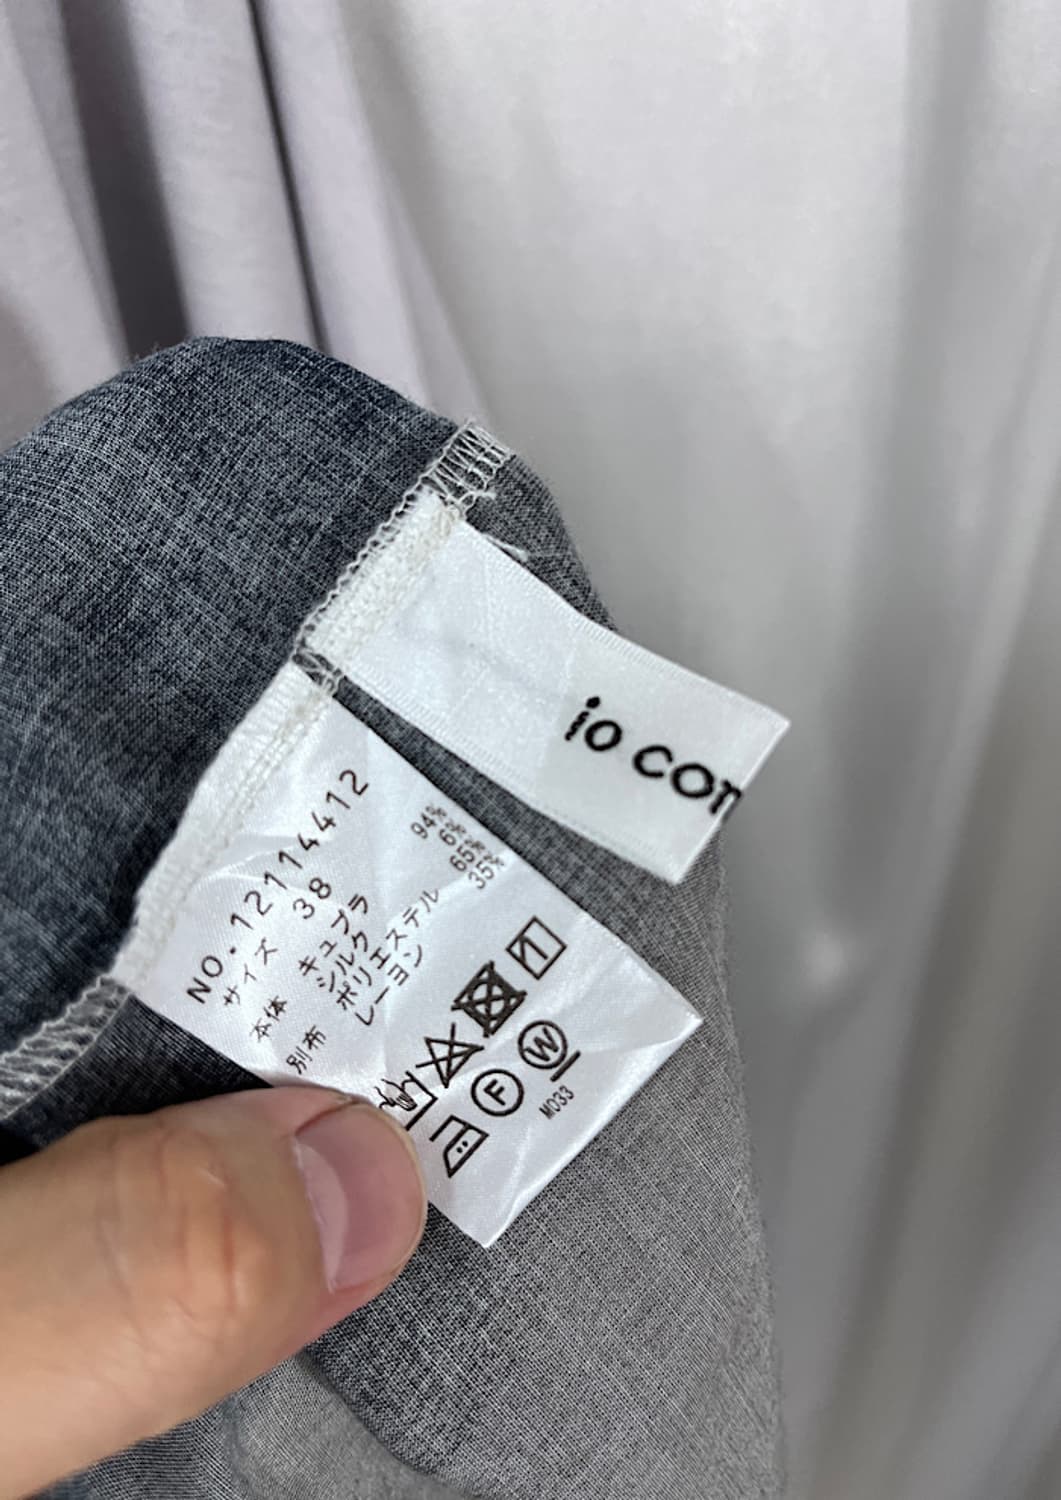 io con
NO.12114412
サイズ 38
本体 キュプラ 94%
シルク 6%
別布 ポリエステル 65%
レーヨン 35%
F
W
M033